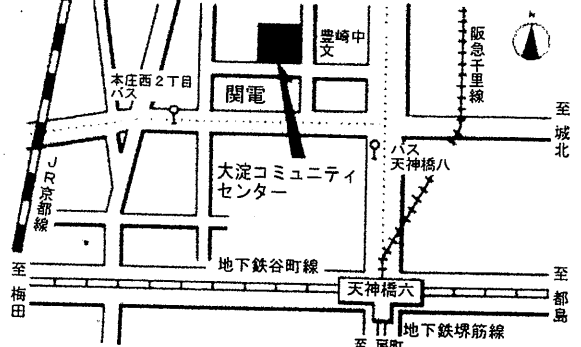 N
豊崎中
文
阪急千里線
本庄西2丁目
バス
関電
至城北
バス
天神橋八
大淀コミュニティ
センター
JR京都線
地下鉄谷町線
至梅田
天神橋六
至都島
地下鉄堺筋線
至